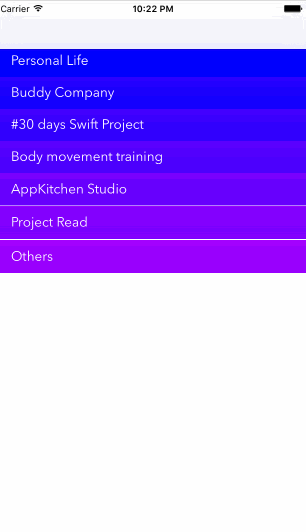 Carrier 10:22 PM
Personal Life
Buddy Company
#30 days Swift Project
Body movement training
AppKitchen Studio
Project Read
Others